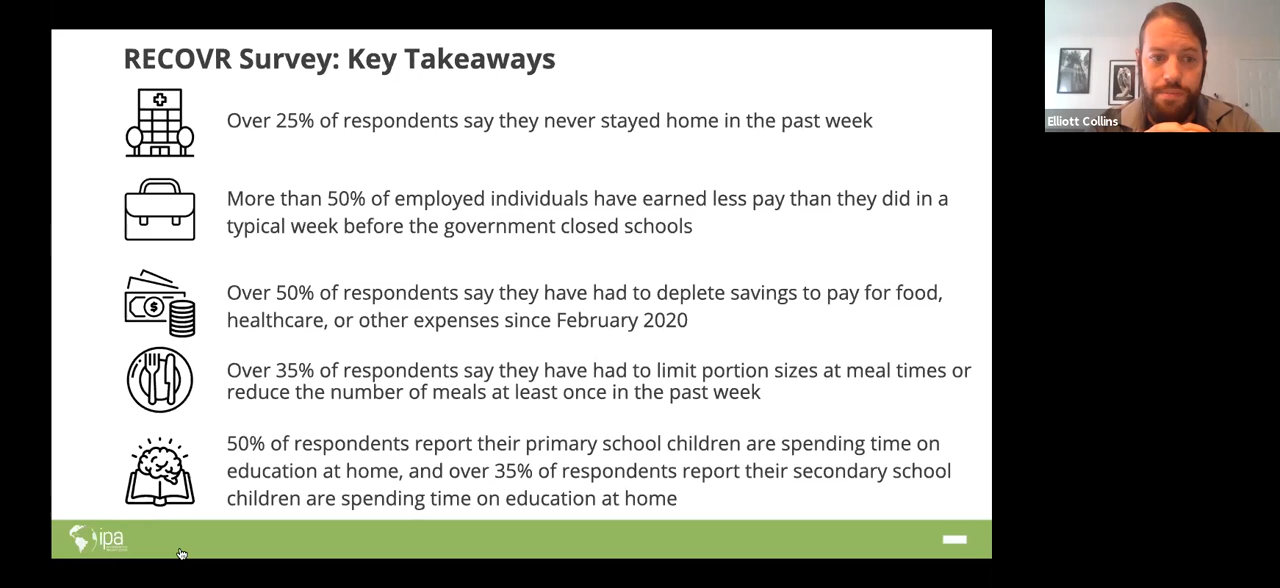 RECOVR Survey: Key Takeaways
Over 25% of respondents say they never stayed home in the past week
More than 50% of employed individuals have earned less pay than they did in a
typical week before the government closed schools
Over 50% of respondents say they have had to deplete savings to pay for food,
healthcare, or other expenses since February 2020
Over 35% of respondents say they have had to limit portion sizes at meal times or
reduce the number of meals at least once in the past week
50% of respondents report their primary school children are spending time on
education at home, and over 35% of respondents report their secondary school
children are spending time on education at home
ipa
Elliott Collins